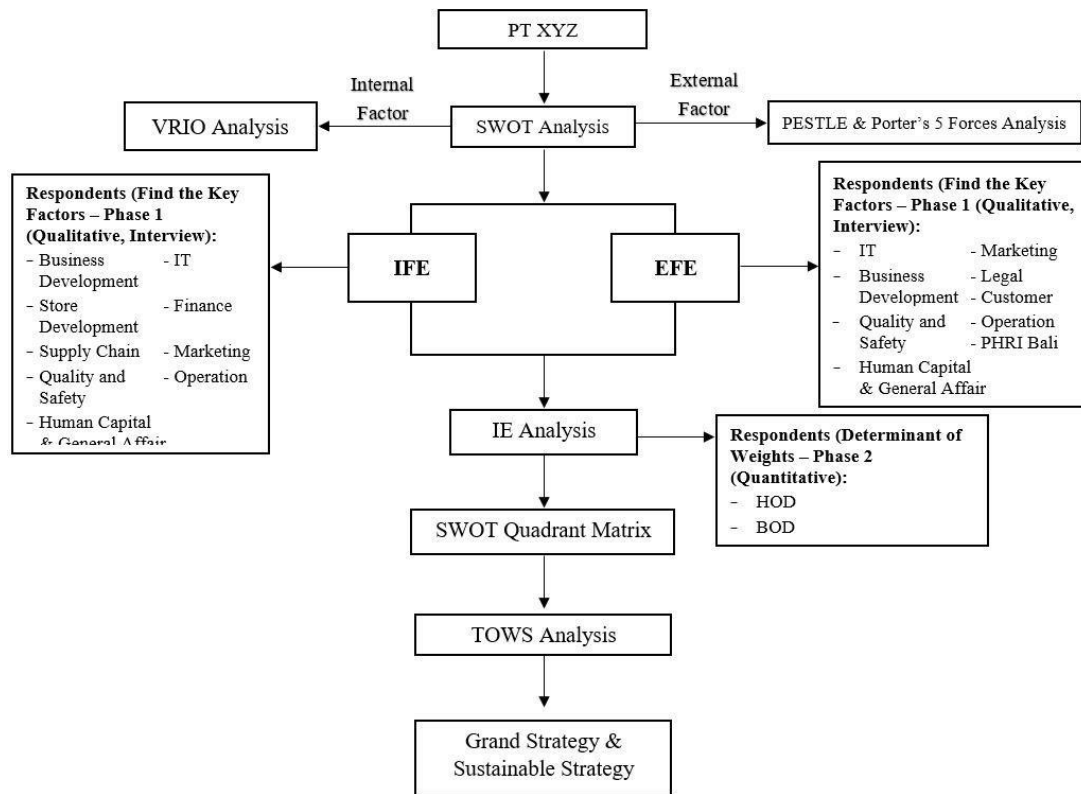 PT XYZ
Internal
Factor
External
Factor
VRIO Analysis
SWOT Analysis
PESTLE & Porter's 5 Forces Analysis
Respondents (Find the Key
Factors – Phase 1
(Qualitative, Interview):
- Business - IT
Development
- Store - Finance
Development
- Supply Chain - Marketing
- Quality and - Operation
Safety
- Human Capital
& General Affair
IFE
EFE
Respondents (Find the Key
Factors – Phase 1 (Qualitative,
Interview):
- IT - Marketing
- Business - Legal
Development - Customer
- Quality and - Operation
Safety - PHRI Bali
- Human Capital
& General Affair
IE Analysis
Respondents (Determinant of
Weights – Phase 2
(Quantitative):
- HOD
- BOD
SWOT Quadrant Matrix
TOWS Analysis
Grand Strategy &
Sustainable Strategy